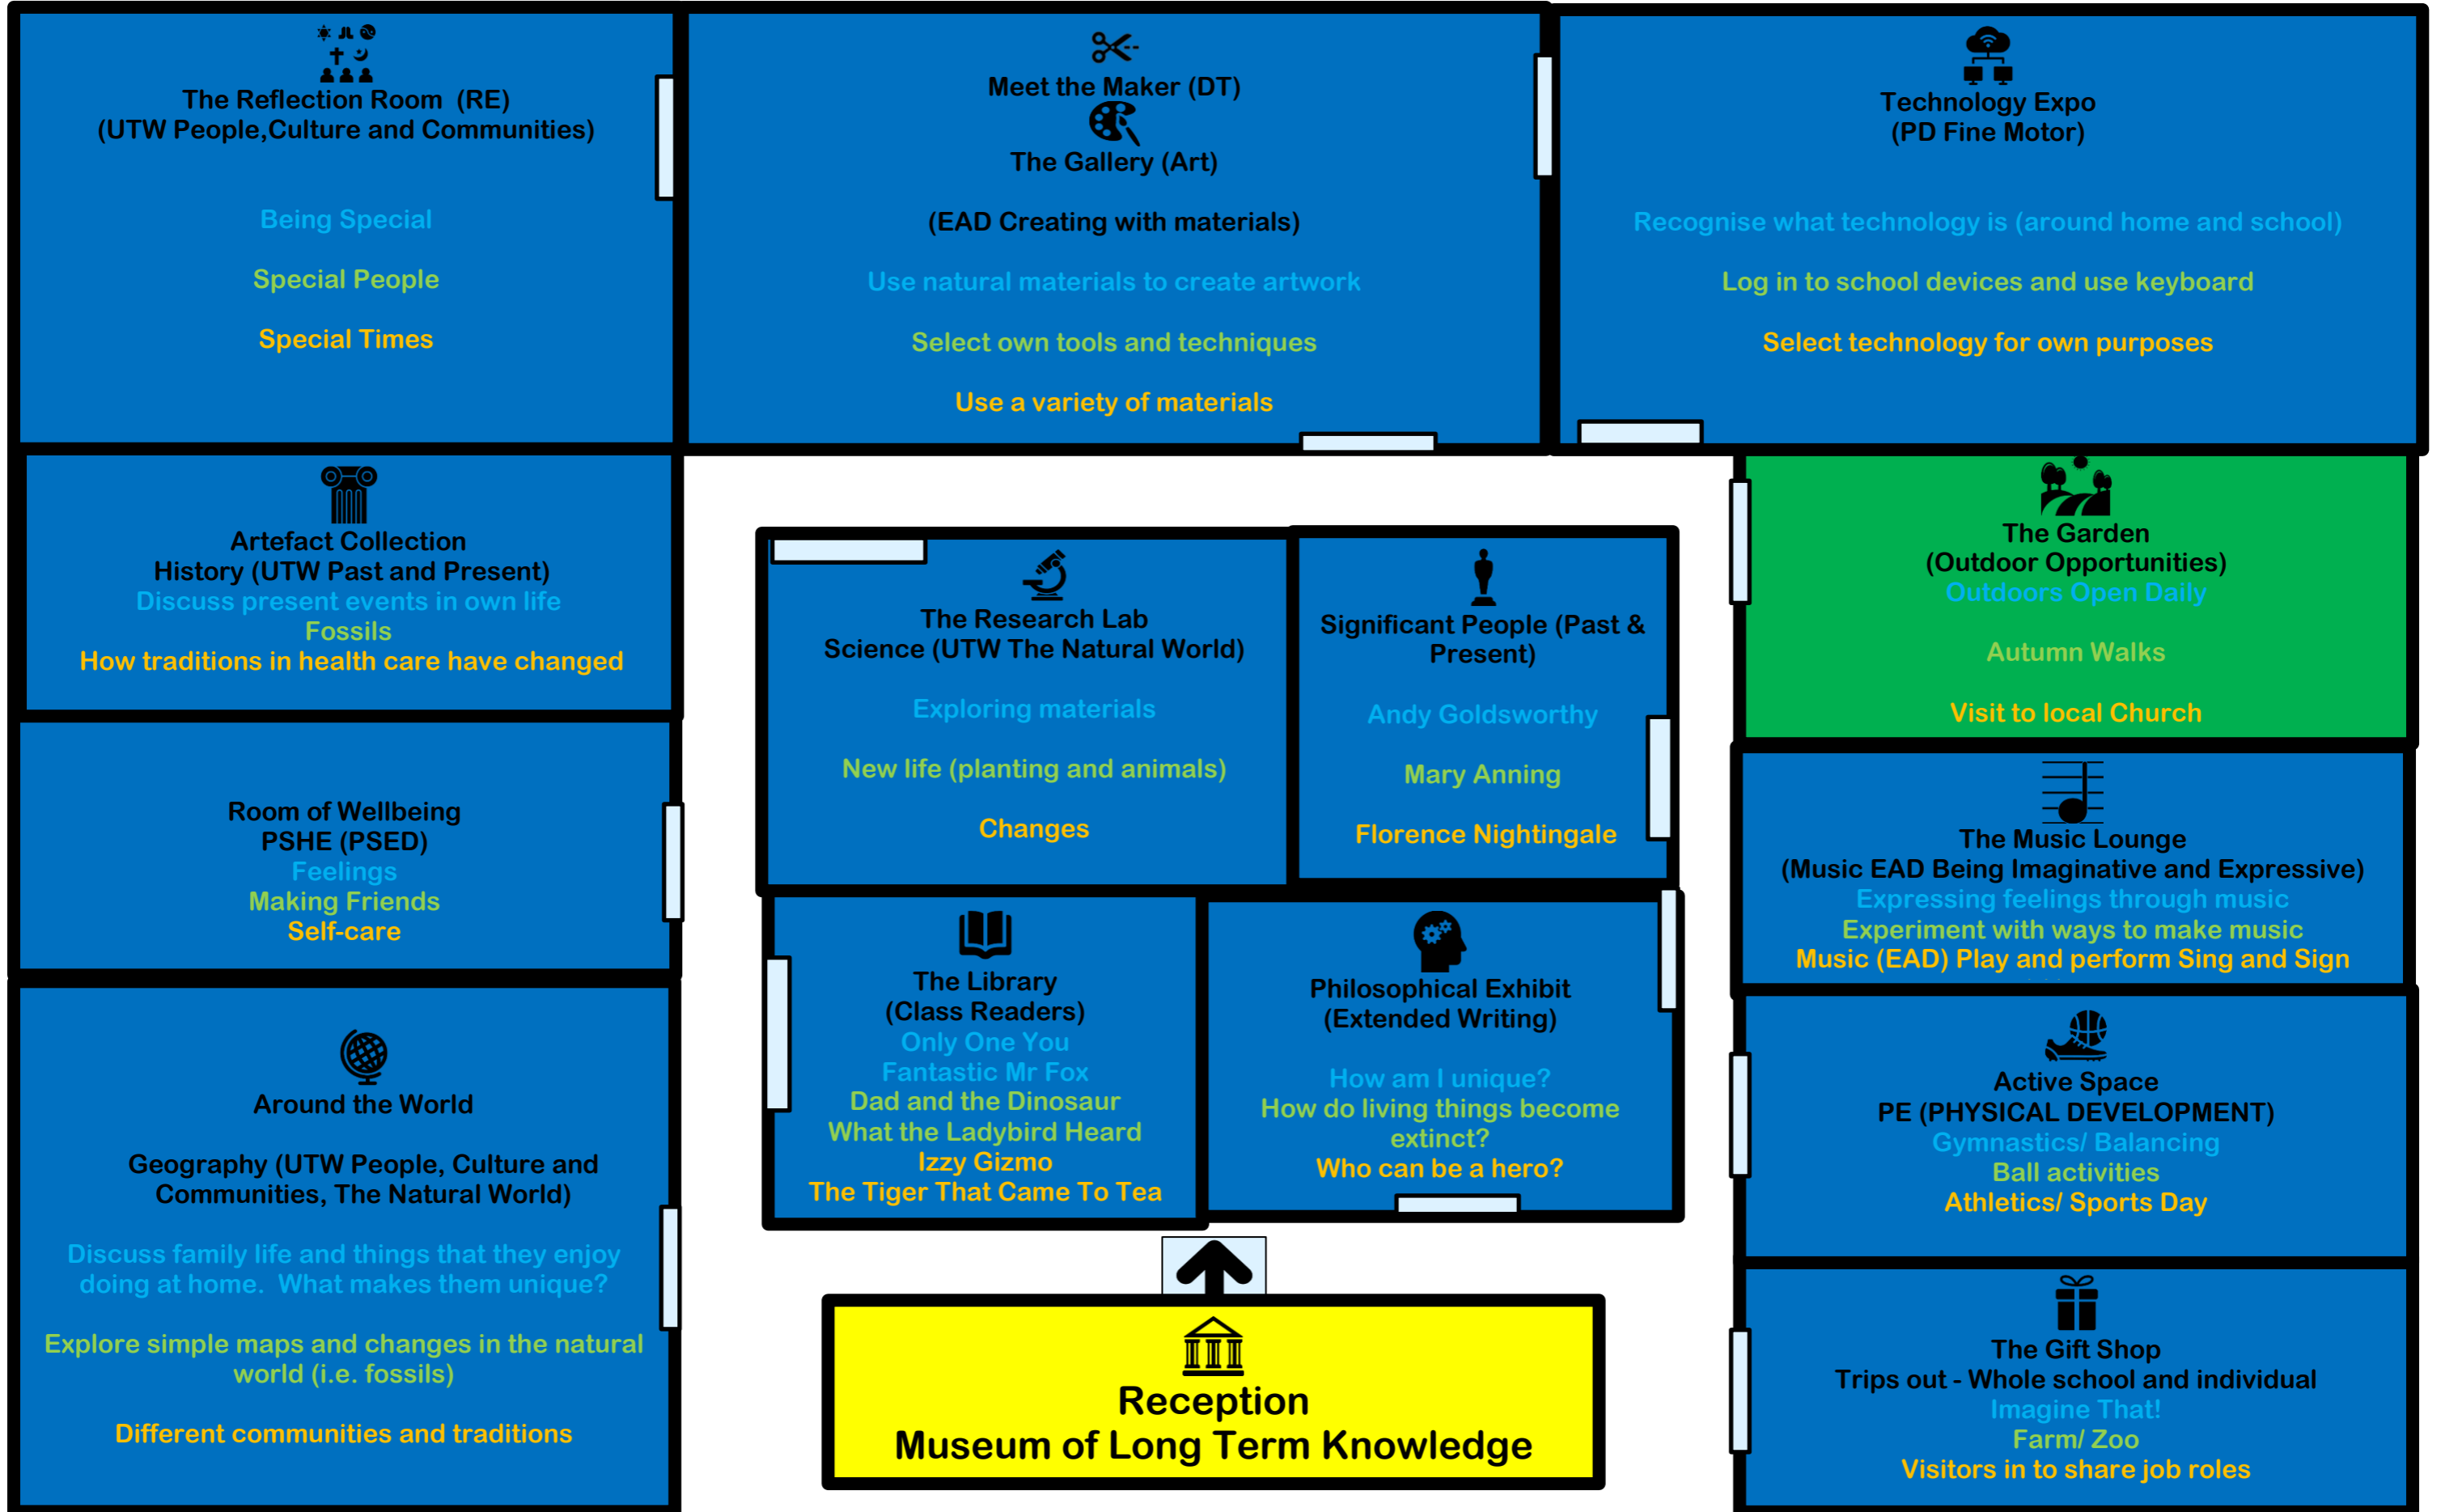 The Reflection Room (RE)
(UTW People,Culture and Communities)
Being Special
Special People
Special Times
Meet the Maker (DT)
The Gallery (Art)
(EAD Creating with materials)
Use natural materials to create artwork
Select own tools and techniques
Use a variety of materials
Technology Expo
(PD Fine Motor)
Recognise what technology is (around home and school)
Log in to school devices and use keyboard
Select technology for own purposes
Artefact Collection
History (UTW Past and Present)
Discuss present events in own life
Fossils
How traditions in health care have changed
The Research Lab
Science (UTW The Natural World)
Exploring materials
New life (planting and animals)
Changes
Significant People (Past &
Present)
Andy Goldsworthy
Mary Anning
Florence Nightingale
The Garden
(Outdoor Opportunities)
Outdoors Open Daily
Autumn Walks
Visit to local Church
Room of Wellbeing
PSHE (PSED)
Feelings
Making Friends
Self-care
The Music Lounge
(Music EAD Being Imaginative and Expressive)
Expressing feelings through music
Experiment with ways to make music
Music (EAD) Play and perform Sing and Sign
The Library
(Class Readers)
Only One You
Fantastic Mr Fox
Dad and the Dinosaur
What the Ladybird Heard
Izzy Gizmo
The Tiger That Came To Tea
Philosophical Exhibit
(Extended Writing)
How am I unique?
How do living things become
extinct?
Who can be a hero?
Around the World
Geography (UTW People, Culture and
Communities, The Natural World)
Discuss family life and things that they enjoy
doing at home. What makes them unique?
Explore simple maps and changes in the natural
world (i.e. fossils)
Different communities and traditions
Active Space
PE (PHYSICAL DEVELOPMENT)
Gymnastics/ Balancing
Ball activities
Athletics/ Sports Day
Reception
Museum of Long Term Knowledge
The Gift Shop
Trips out - Whole school and individual
Imagine That!
Farm/ Zoo
Visitors in to share job roles